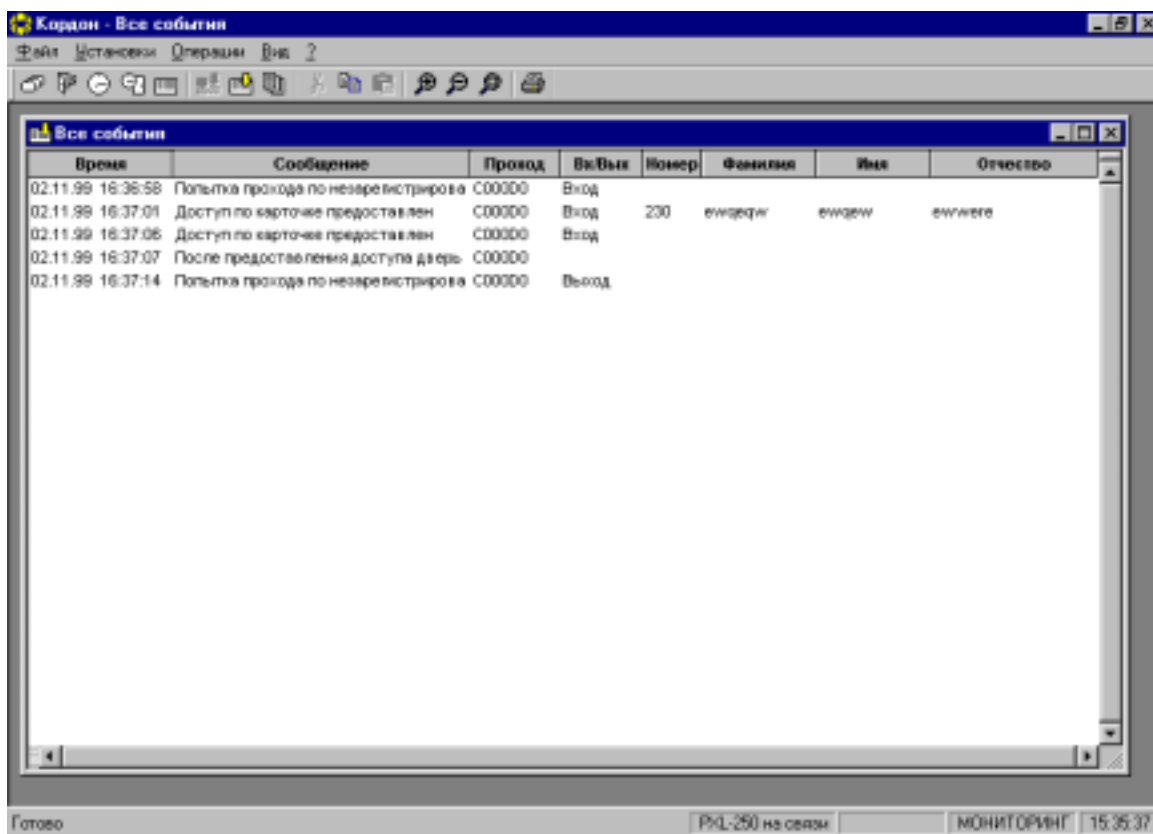 Кордон - Все события
Файл Установки Операции Вид ?
Все события
Время Сообщение Проход Вх/Вых Номер Фамилия Имя Отчество
02.11.99 16:36:58 Попытка прохода по незарегистрирова C000D0 Вход
02.11.99 16:37:01 Доступ по карточке предоставлен C000D0 Вход 230 ewqeqw ewqew ewwere
02.11.99 16:37:06 Доступ по карточке предоставлен C000D0 Вход
02.11.99 16:37:07 После предоставления доступа дверь C000D0
02.11.99 16:37:14 Попытка прохода по незарегистрирова C000D0 Выход
Готово PXL-250 на связи МОНИТОРИНГ 15:35:37